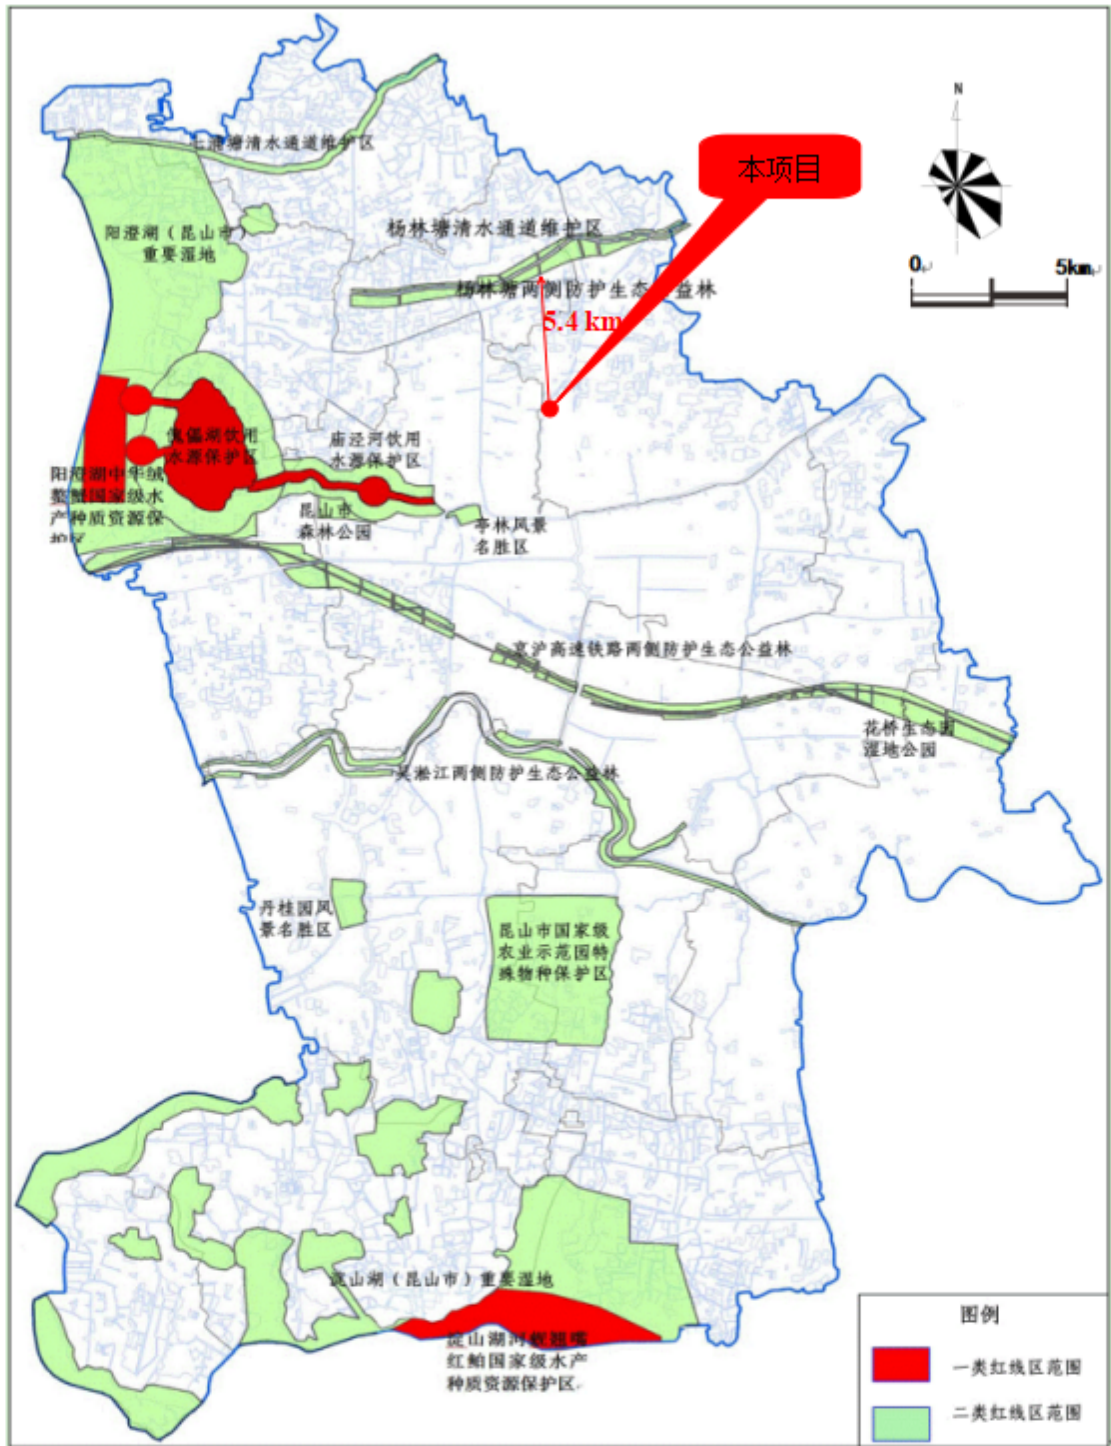 七浦塘清水通道维护区
N
本项目
阳澄湖（昆山市）
重要湿地
杨林塘清水通道维护区
0
5km
杨林塘两侧防护生态公益林
5.4 km
傀儡湖饮用
水源保护区
庙泾河饮用
水源保护区
阳澄湖中华绒
螯蟹国家级水
产种质资源保
护区
昆山市
森林公园
亭林风景
名胜区
京沪高速铁路两侧防护生态公益林
花桥生态园
湿地公园
吴淞江两侧防护生态公益林
丹桂园风
景名胜区
昆山市国家级
农业示范园特
殊物种保护区
淀山湖（昆山市）重要湿地
淀山湖河蚬翘嘴
红鲌国家级水产
种质资源保护区
图例
一类红线区范围
二类红线区范围